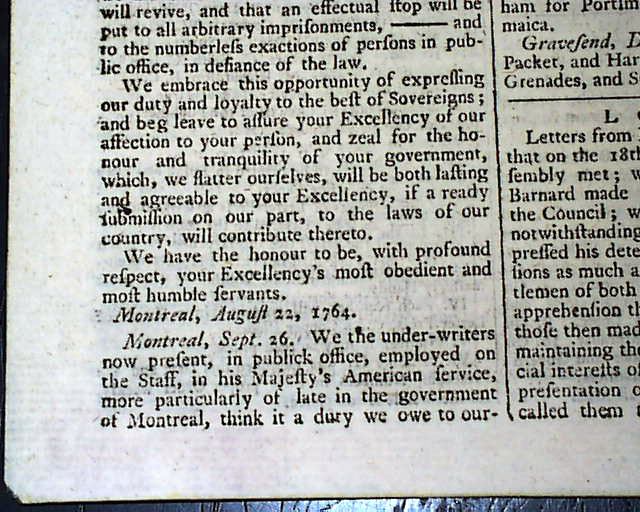 will revive, and that an effectual ſtop will be
put to all arbitrary impriſonments, —— and
to the numberleſs exactions of perſons in pub-
lic office, in defiance of the law.
We embrace this opportunity of expreſſing
our duty and loyalty to the beſt of Sovereigns;
and beg leave to aſſure your Excellency of our
affection to your perſon, and zeal for the ho-
nour and tranquility of your government,
which, we flatter ourſelves, will be both laſting
and agreeable to your Excellency, if a ready
ſubmiſſion on our part, to the laws of our
country, will contribute thereto.
We have the honour to be, with profound
reſpect, your Excellency's moſt obedient and
moſt humble ſervants.
Montreal, Auguſt 22, 1764.
Montreal, Sept. 26. We the under-writers
now preſent, in publick office, employed on
the Staff, in his Majeſty's American ſervice,
more particularly of late in the government
of Montreal, think it a duty we owe to our-
ham for
maica.
Graveſend, D
Packet, and Har
Grenades, and S
L
Letters from
that on the 18th
ſembly met; w
Barnard made
the Council; w
notwithſtanding
preſſed his dete
ſions as much a
tlemen of both
apprehenſion th
thoſe then mad
maintaining the
cial intereſts of
preſentation o
called them